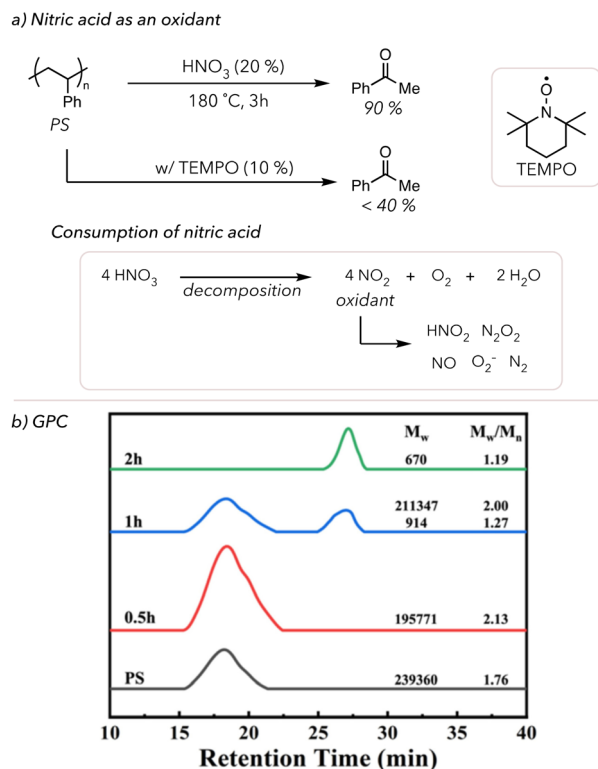 a) Nitric acid as an oxidant
n
Ph
PS
HNO₃ (20 %)
180 ˚C, 3h
O
Ph Me
90 %
w/ TEMPO (10 %)
O
Ph Me
< 40 %
O
N
TEMPO
Consumption of nitric acid
4 HNO₃ decomposition 4 NO₂ + O₂ + 2 H₂O
oxidant
HNO₂ N₂O₂
NO O₂⁻ N₂
b) GPC
Mw Mw/Mn
2h 670 1.19
211347 2.00
1h 914 1.27
0.5h 195771 2.13
PS 239360 1.76
10 15 20 25 30 35 40
Retention Time (min)